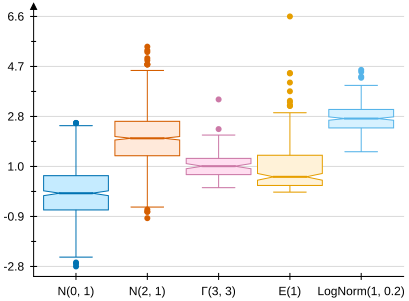 6.6
4.7
2.8
1.0
-0.9
-2.8
N(0, 1)
N(2, 1)
Γ(3, 3)
E(1)
LogNorm(1, 0.2)